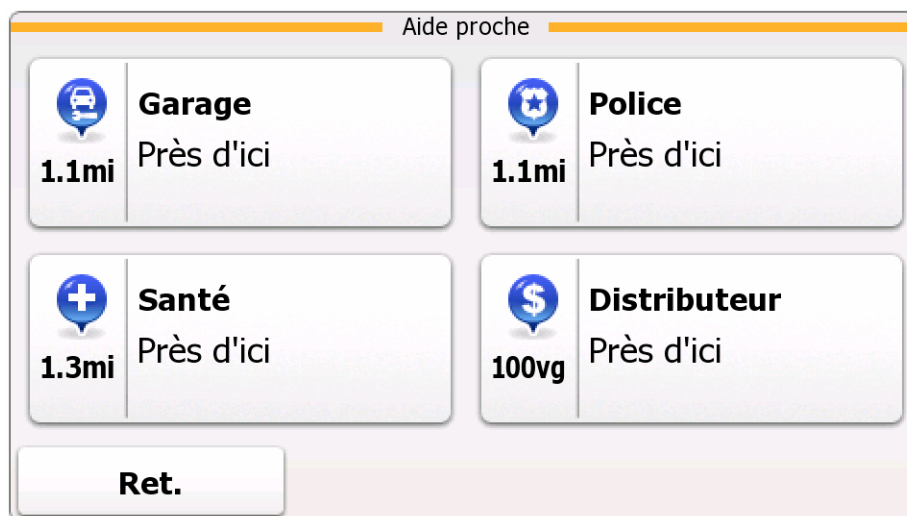 Aide proche
Garage
Près d'ici
1.1mi
Police
Près d'ici
1.1mi
Santé
Près d'ici
1.3mi
Distributeur
Près d'ici
100vg
Ret.